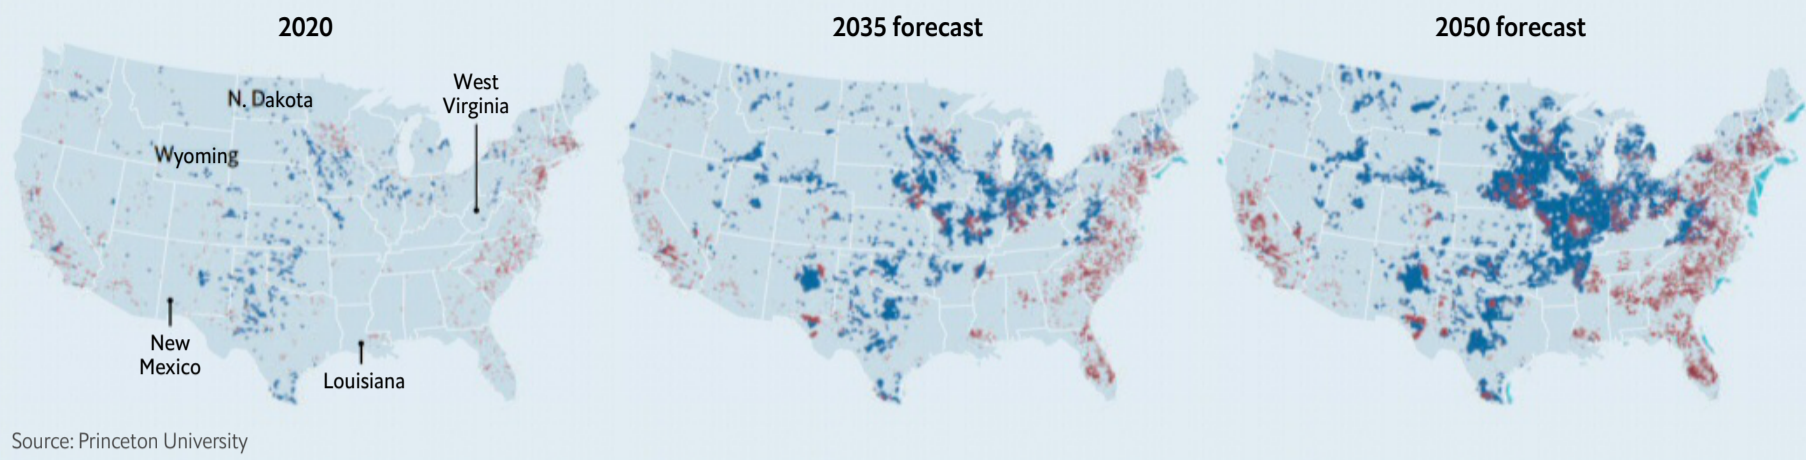 2020
2035 forecast
2050 forecast
West
Virginia
N. Dakota
Wyoming
New
Mexico
Louisiana
Source: Princeton University